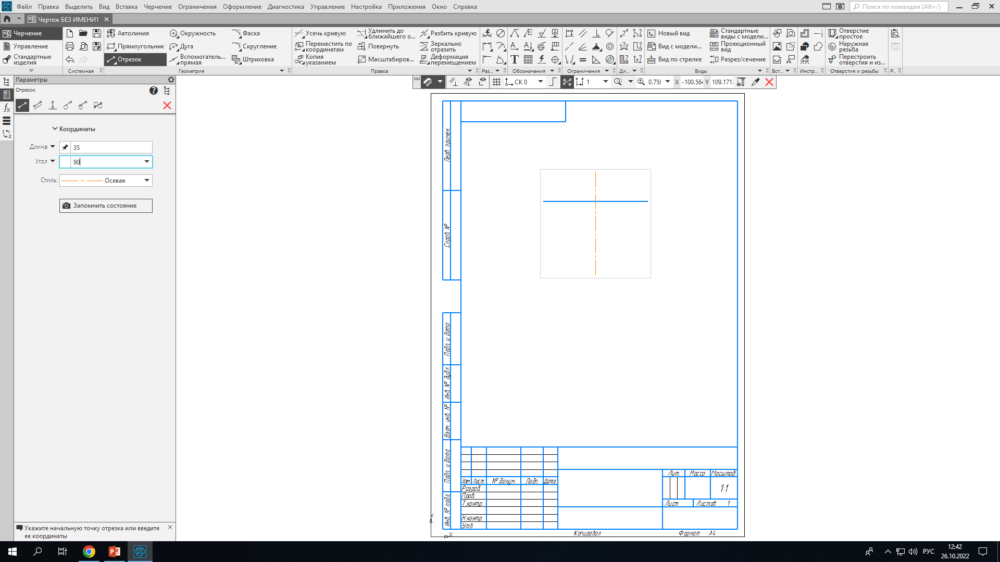 Файл Правка Выделить Вид Вставка Черчение Ограничения Оформление Диагностика Управление Настройка Приложения Окно Справка
Поиск по командам (Alt+/)
Чертеж БЕЗ ИМЕНИ1
Черчение
Управление
Стандартные
изделия
Системная
Автолиния
Прямоугольник
Отрезок
Окружность
Дуга
Вспомогатель...
прямая
Фаска
Скругление
Штриховка
Геометрия
Усечь кривую
Переместить по
координатам
Копия
указанием
Удлинить до
ближайшего о...
Повернуть
Масштабиров...
Разбить кривую
Зеркально
отразить
Деформация
перемещением
Правка
Раз...
Обозначения
Ограничения
Ди...
Новый вид
Вид с модели...
Вид по стрелке
Стандартные
виды с модели...
Проекционный
вид
Разрез/сечение
Виды
Вст...
Инстр...
Отверстие
простое
Наружная
резьба
Перестроить
отверстия и из...
Отверстия и резьбы
Р...
Параметры
Отрезок
Координаты
Длина 35
Угол 90
Стиль: Осевая
Запомнить состояние
Укажите начальную точку отрезка или введите
ее координаты
СК 0
1
0.758
X -100.564 Y 109.171
Перв. примен.
Справ. №
Подп. и дата
Инв. № дубл.
Взам. инв. №
Подп. и дата
Инв. № подл.
Изм Лист № докум. Подп. Дата
Разраб.
Пров.
Т.контр.
Н.контр.
Утв.
Лит. Масса Масштаб
1:1
Лист Листов 1
Копировал
Формат A4
Y
X
РУС
12:42
26.10.2022